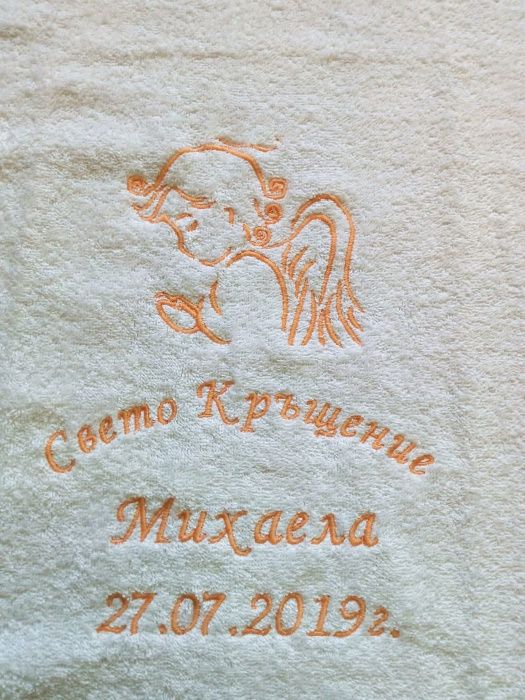 Свето Кръщение
Михаела
27.07.2019г.